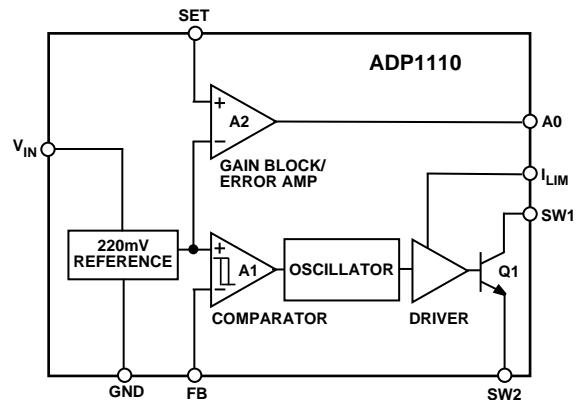 SET
ADP1110
+
A2
−
A0
V_IN
GAIN BLOCK/
ERROR AMP
I_LIM
SW1
220mV
REFERENCE
+
A1
−
OSCILLATOR
Q1
COMPARATOR
DRIVER
GND
FB
SW2